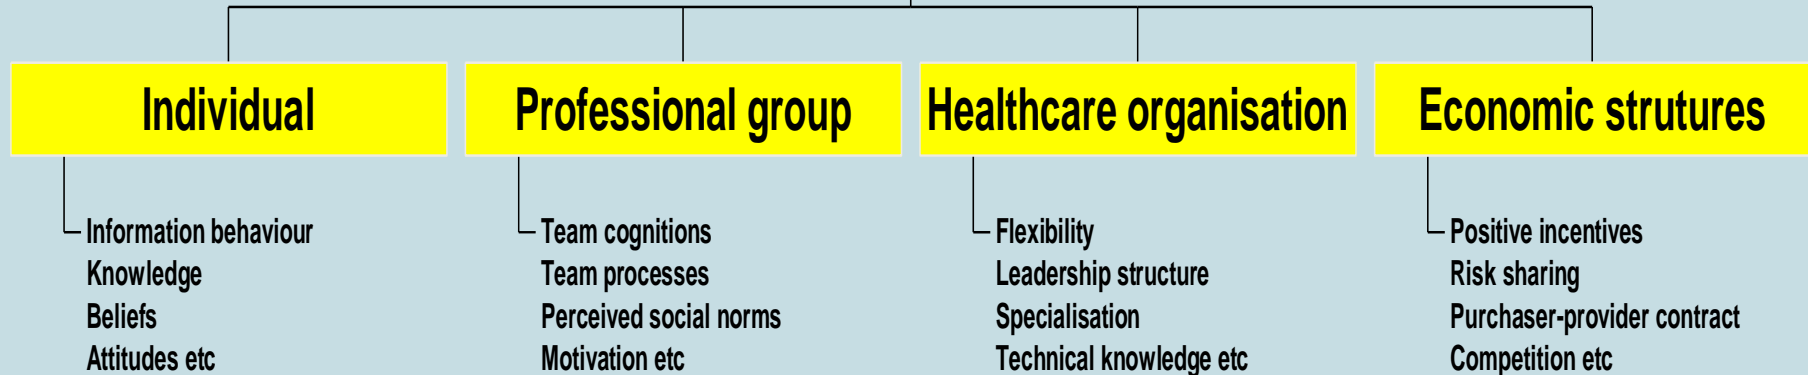 Individual
Information behaviour
Knowledge
Beliefs
Attitudes etc
Professional group
Team cognitions
Team processes
Perceived social norms
Motivation etc
Healthcare organisation
Flexibility
Leadership structure
Specialisation
Technical knowledge etc
Economic strutures
Positive incentives
Risk sharing
Purchaser-provider contract
Competition etc